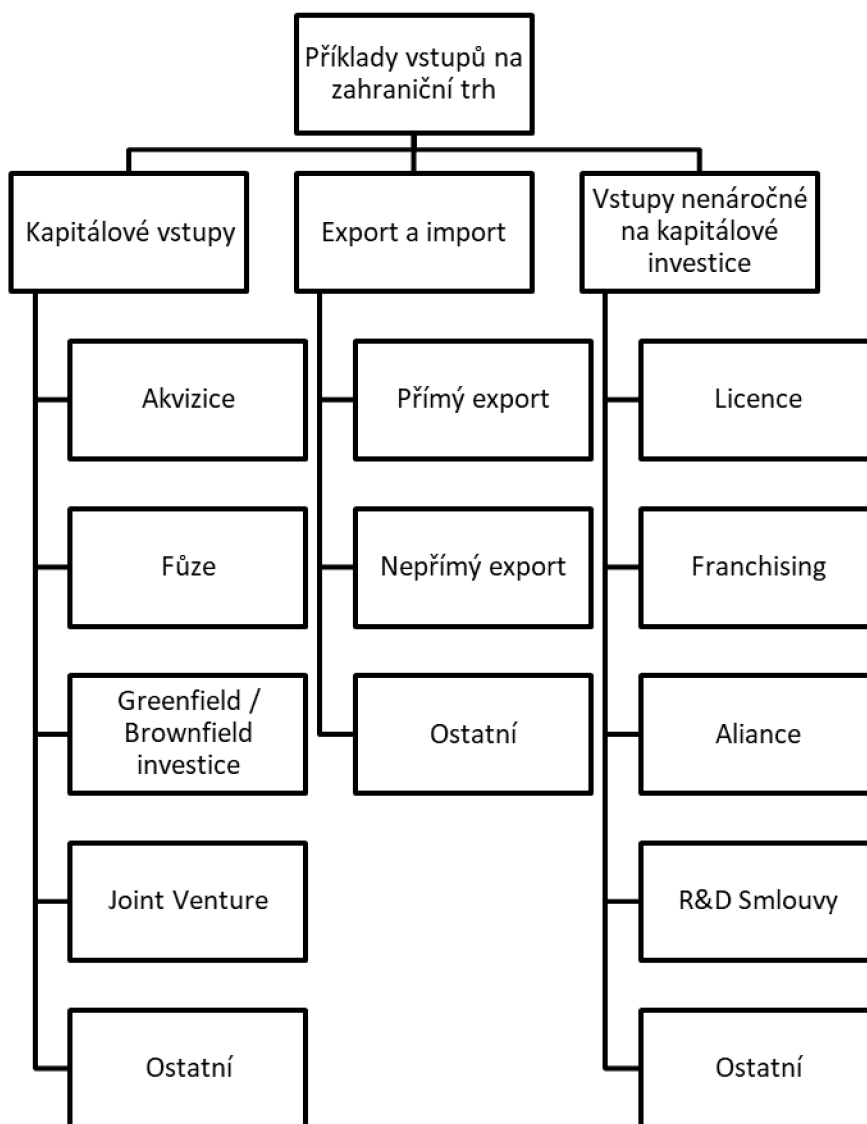 Příklady vstupů na
zahraniční trh
Kapitálové vstupy
Export a import
Vstupy nenáročné
na kapitálové
investice
Akvizice
Přímý export
Licence
Fůze
Nepřímý export
Franchising
Greenfield /
Brownfield
investice
Ostatní
Aliance
Joint Venture
R&D Smlouvy
Ostatní
Ostatní